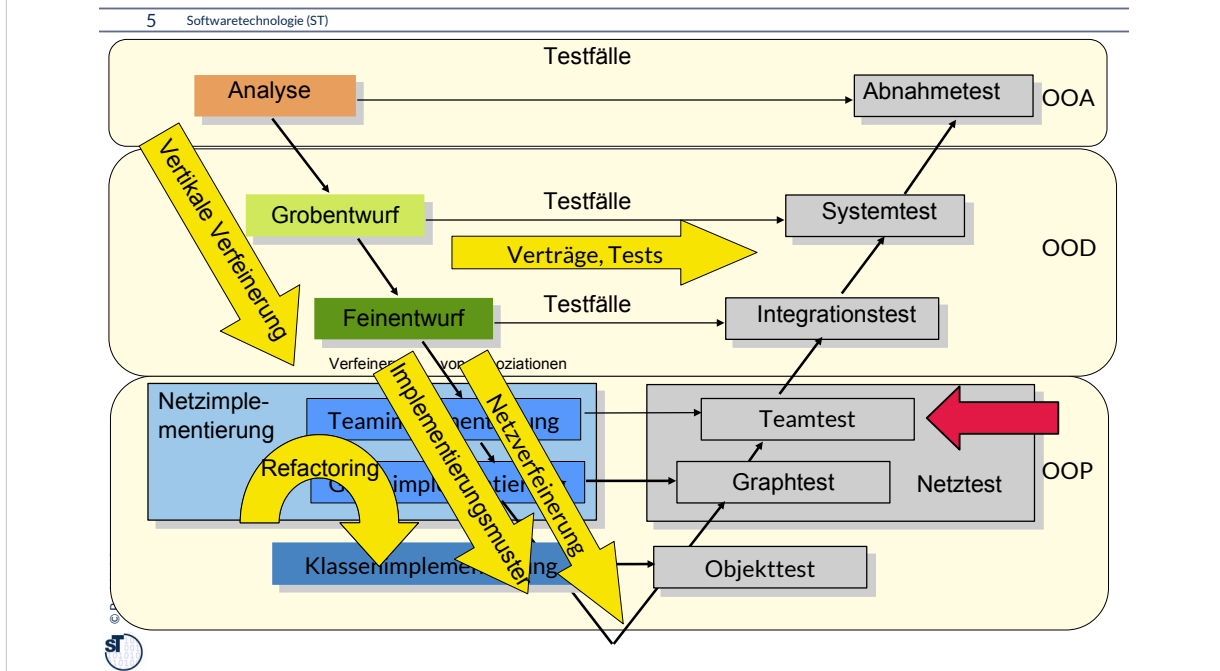 5 Softwaretechnologie (ST)
Testfälle
Analyse
Abnahmetest
OOA
Vertikale Verfeinerung
Grobentwurf
Testfälle
Systemtest
OOD
Verträge, Tests
Feinentwurf
Testfälle
Integrationstest
Netzimple-
mentierung
Implementierungsmuster
Netzverfeinerung
Teamtest
Refactoring
Graphtest
Netztest
OOP
Objekttest
©
ST